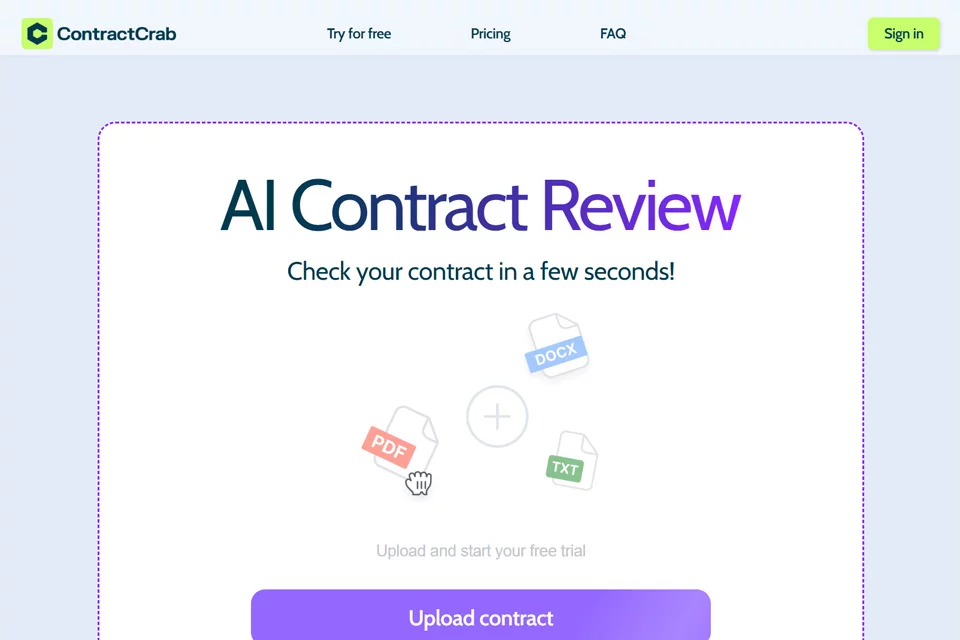 ContractCrab
Try for free
Pricing
FAQ
Sign in
AI Contract Review
Check your contract in a few seconds!
DOCX
PDF
TXT
Upload and start your free trial
Upload contract